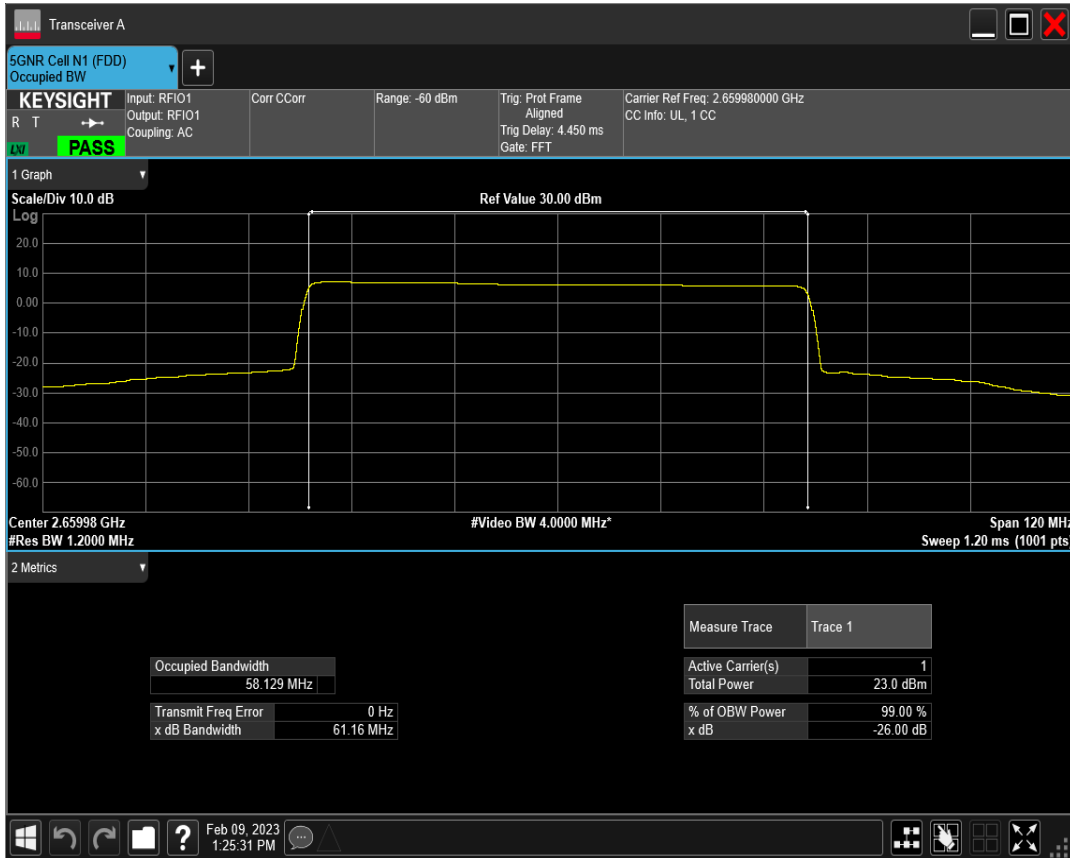 Transceiver A
5GNR Cell N1 (FDD)
Occupied BW
+
KEYSIGHT
R T
LXI
PASS
Input: RFIO1
Output: RFIO1
Coupling: AC
Corr CCorr
Range: -60 dBm
Trig: Prot Frame
Aligned
Trig Delay: 4.450 ms
Gate: FFT
Carrier Ref Freq: 2.659980000 GHz
CC Info: UL, 1 CC
1 Graph
Scale/Div 10.0 dB
Ref Value 30.00 dBm
Log
20.0
10.0
0.00
-10.0
-20.0
-30.0
-40.0
-50.0
-60.0
Center 2.65998 GHz
#Video BW 4.0000 MHz*
Span 120 MHz
#Res BW 1.2000 MHz
Sweep 1.20 ms (1001 pts)
2 Metrics
Measure Trace Trace 1
Occupied Bandwidth
58.129 MHz
Active Carrier(s) 1
Total Power 23.0 dBm
Transmit Freq Error 0 Hz
x dB Bandwidth 61.16 MHz
% of OBW Power 99.00 %
x dB -26.00 dB
?
Feb 09, 2023
1:25:31 PM